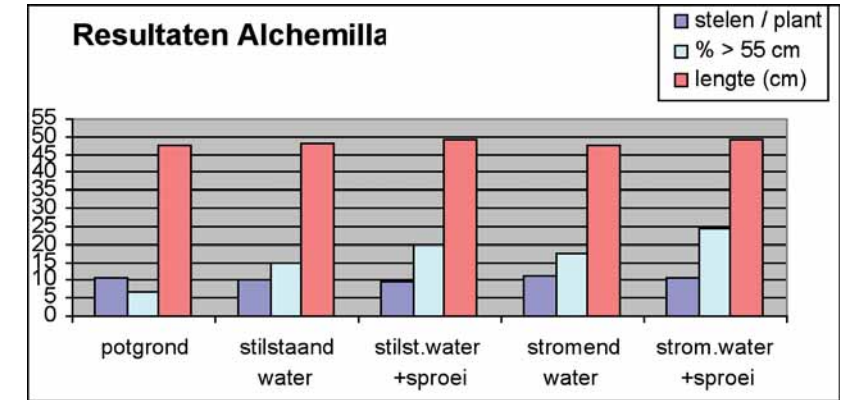 Resultaten Alchemilla
stelen / plant
% > 55 cm
lengte (cm)
55
50
45
40
35
30
25
20
15
10
5
0
potgrond
stilstaand
water
stilst.water
+sproei
stromend
water
strom.water
+sproei